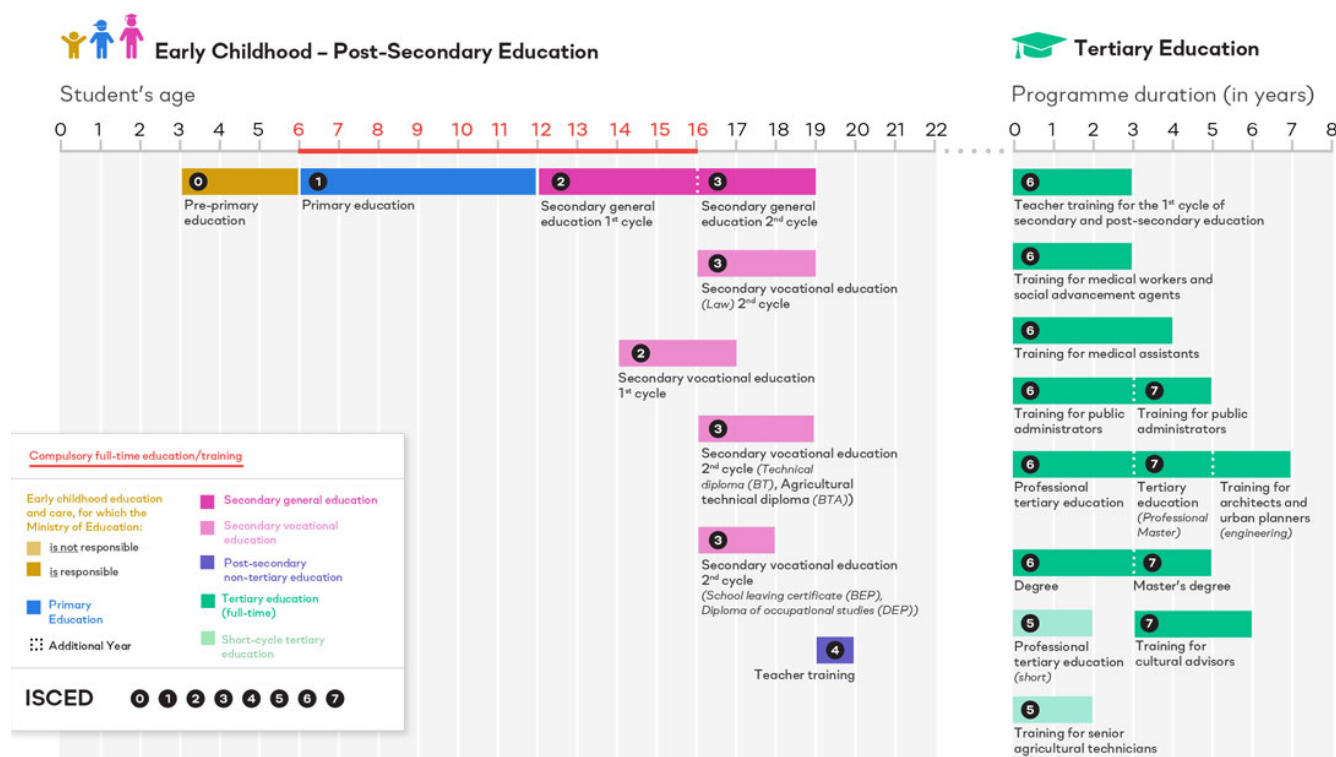 Early Childhood – Post-Secondary Education
Student's age
0 1 2 3 4 5 6 7 8 9 10 11 12 13 14 15 16 17 18 19 20 21 22
0
Pre-primary
education
1
Primary education
2
Secondary general
education 1st cycle
3
Secondary general
education 2nd cycle
3
Secondary vocational education
(Law) 2nd cycle
2
Secondary vocational education
1st cycle
3
Secondary vocational education
2nd cycle (Technical
diploma (BT), Agricultural
technical diploma (BTA))
3
Secondary vocational education
2nd cycle
(School leaving certificate (BEP),
Diploma of occupational studies (DEP))
4
Teacher training
Compulsory full-time education/training
Early childhood education
and care, for which the
Ministry of Education:
is not responsible
is responsible
Primary
Education
Additional Year
Secondary general education
Secondary vocational
education
Post-secondary
non-tertiary education
Tertiary education
(full-time)
Short-cycle tertiary
education
ISCED 0 1 2 3 4 5 6 7
Tertiary Education
Programme duration (in years)
0 1 2 3 4 5 6 7 8
6
Teacher training for the 1st cycle of
secondary and post-secondary education
6
Training for medical workers and
social advancement agents
6
Training for medical assistants
6
Training for public
administrators
7
Training for public
administrators
6
Professional
tertiary education
7
Tertiary
education
(Professional
Master)
Training for
architects and
urban planners
(engineering)
6
Degree
7
Master's degree
5
Professional
tertiary education
(short)
7
Training for
cultural advisors
5
Training for senior
agricultural technicians